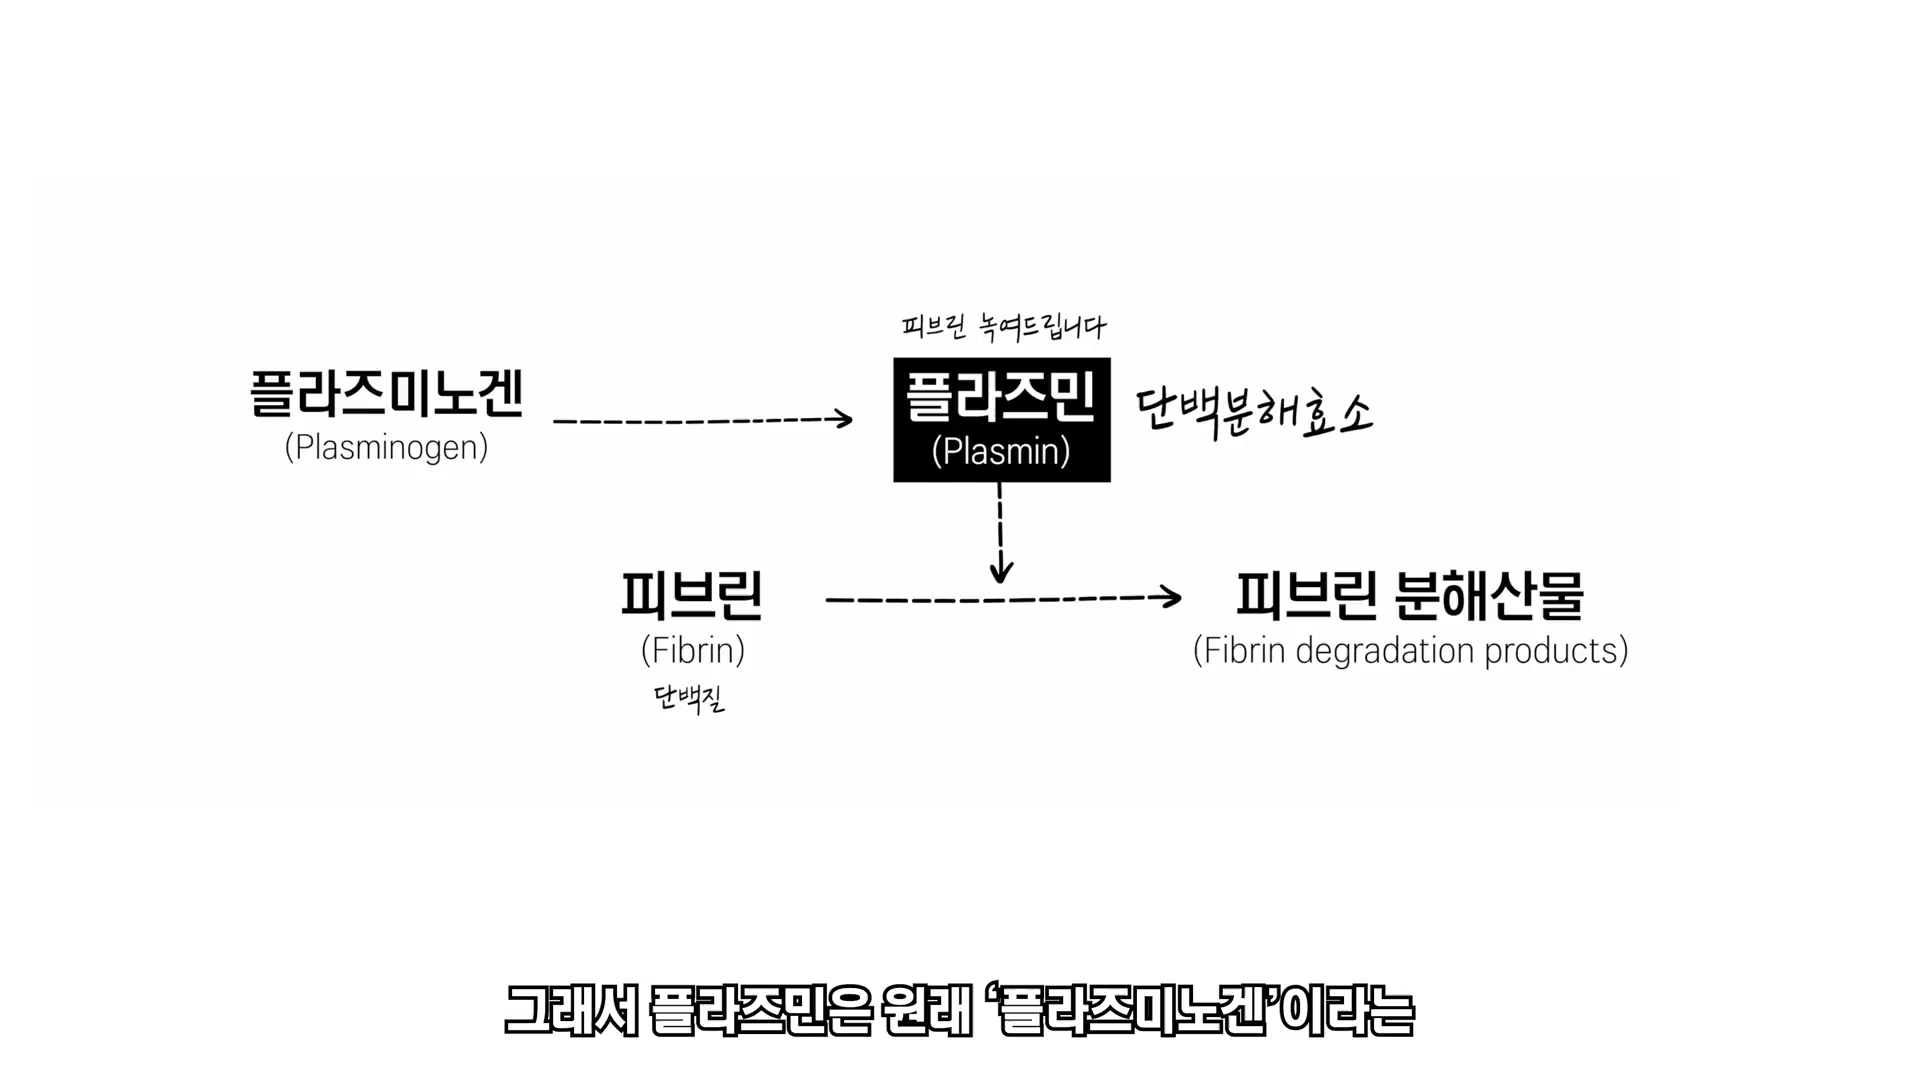 피브린 녹여드립니다
플라즈미노겐
(Plasminogen)
플라즈민
(Plasmin)
단백분해효소
피브린
(Fibrin)
단백질
피브린 분해산물
(Fibrin degradation products)
그래서 플라즈민은 원래 ‘플라즈미노겐’이라는